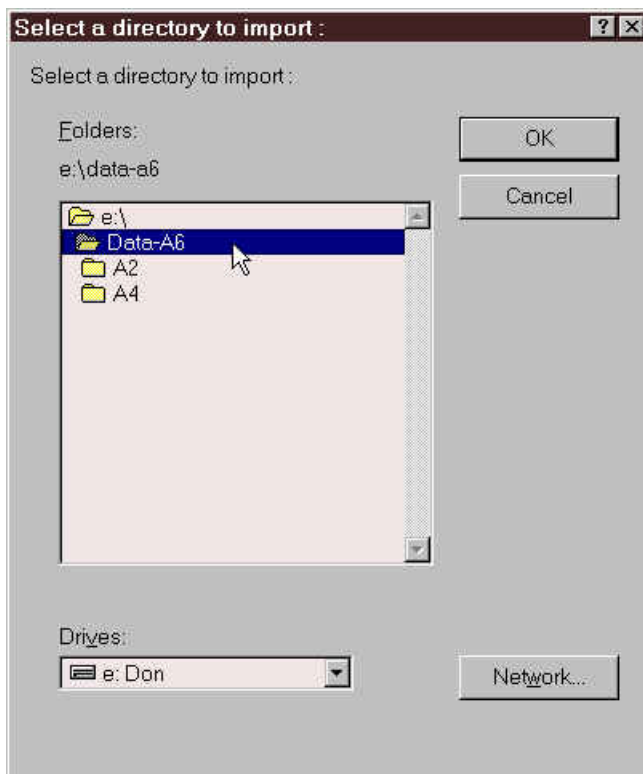 Select a directory to import :
Select a directory to import :
Folders:
e:\data-a6
OK
Cancel
e:\
Data-A6
A2
A4
Drives:
e: Don
Network...